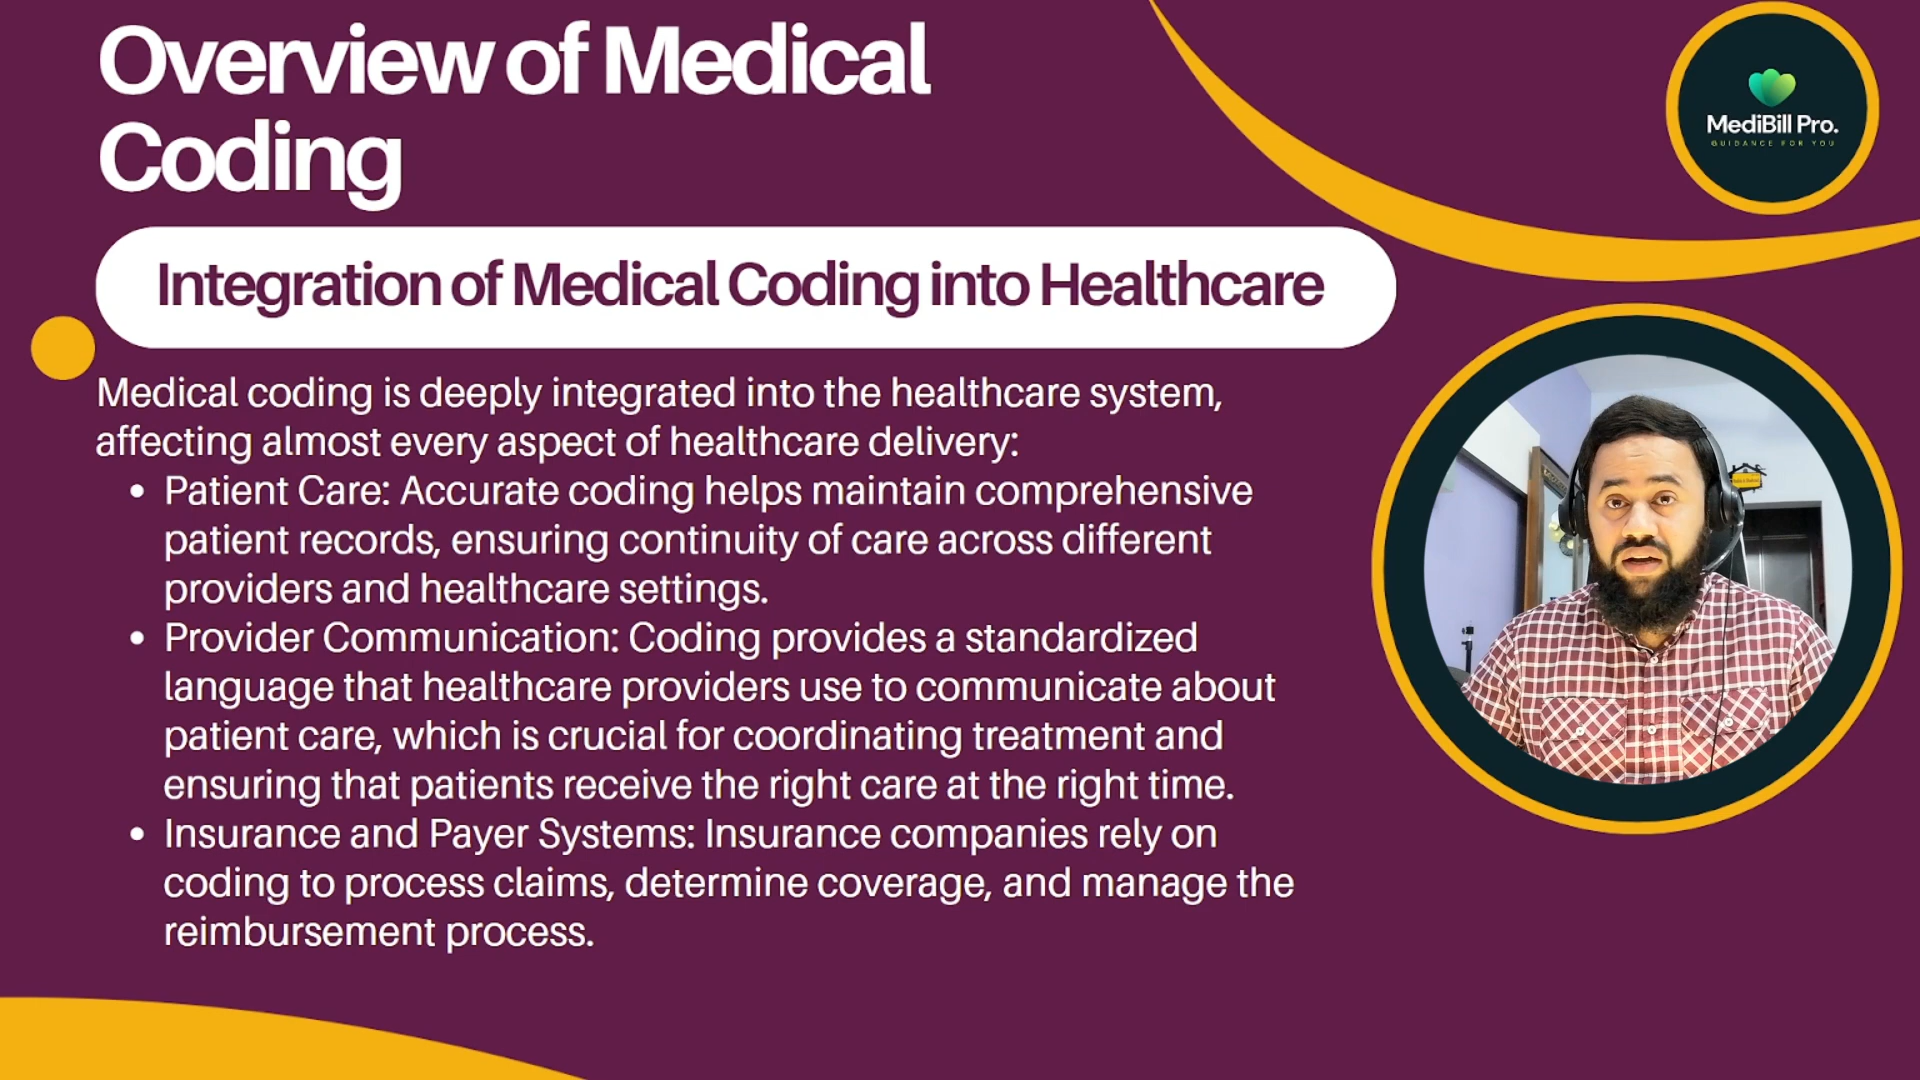 Overview of Medical
Coding
MediBill Pro.
GUIDANCE FOR YOU
Integration of Medical Coding into Healthcare
Medical coding is deeply integrated into the healthcare system,
affecting almost every aspect of healthcare delivery:
• Patient Care: Accurate coding helps maintain comprehensive
patient records, ensuring continuity of care across different
providers and healthcare settings.
• Provider Communication: Coding provides a standardized
language that healthcare providers use to communicate about
patient care, which is crucial for coordinating treatment and
ensuring that patients receive the right care at the right time.
• Insurance and Payer Systems: Insurance companies rely on
coding to process claims, determine coverage, and manage the
reimbursement process.